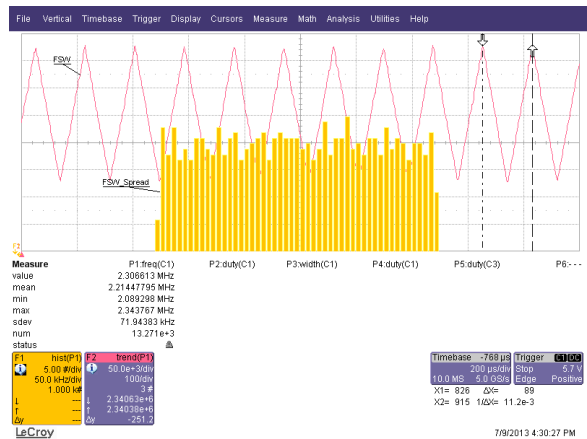 File Vertical Timebase Trigger Display Cursors Measure Math Analysis Utilities Help
FSW
FSW_Spread
F2
Measure P1:freq(C1) P2:duty(C1) P3:width(C1) P4:duty(C1) P5:duty(C3) P6:---
value 2.306613 MHz
mean 2.21447795 MHz
min 2.089298 MHz
max 2.343767 MHz
sdev 71.94383 kHz
num 13.271e+3
status
F1 hist(P1)
5.00 #/div
50.0 kHz/div
1.000 k#
↓ ---
↑ ---
Δy ---
F2 trend(P1)
50.0e+3/div
100/div
3 #
2.34063e+6
2.34038e+6
-251.2
Timebase -768 µs
200 µs/div
10.0 MS 5.0 GS/s
Trigger C1 DC
Stop 5.7 V
Edge Positive
X1= 826 ΔX= 89
X2= 915 1/ΔX= 11.2e-3
LeCroy
7/9/2013 4:30:27 PM